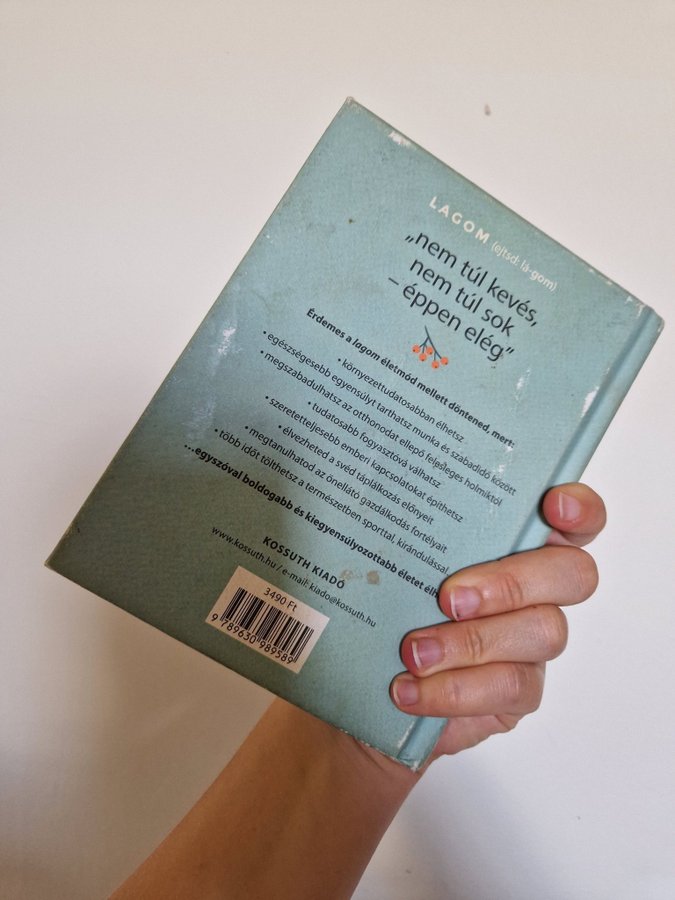 LAGOM (ejtsd: lá-gom)
„nem túl kevés,
nem túl sok
– éppen elég”
Érdemes a lagom életmód mellett döntened, mert:
• környezettudatosabban élhetsz
• egészségesebb egyensúlyt tarthatsz munka és szabadidő között
• megszabadulhatsz az otthonodat ellepő felesleges holmiktól
• tudatosabb fogyasztóvá válhatsz
• szeretetteljesebb emberi kapcsolatokat építhetsz
• élvezheted a svéd táplálkozás előnyeit
• megtanulhatod az önellátó gazdálkodás fortélyait
• több időt tölthetsz a természetben sporttal, kirándulással
...egyszóval boldogabb és kiegyensúlyozottabb életet
KOSSUTH KIADÓ
www.kossuth.hu / e-mail: kiado@kossuth.hu
3490 Ft
9 789630 989589